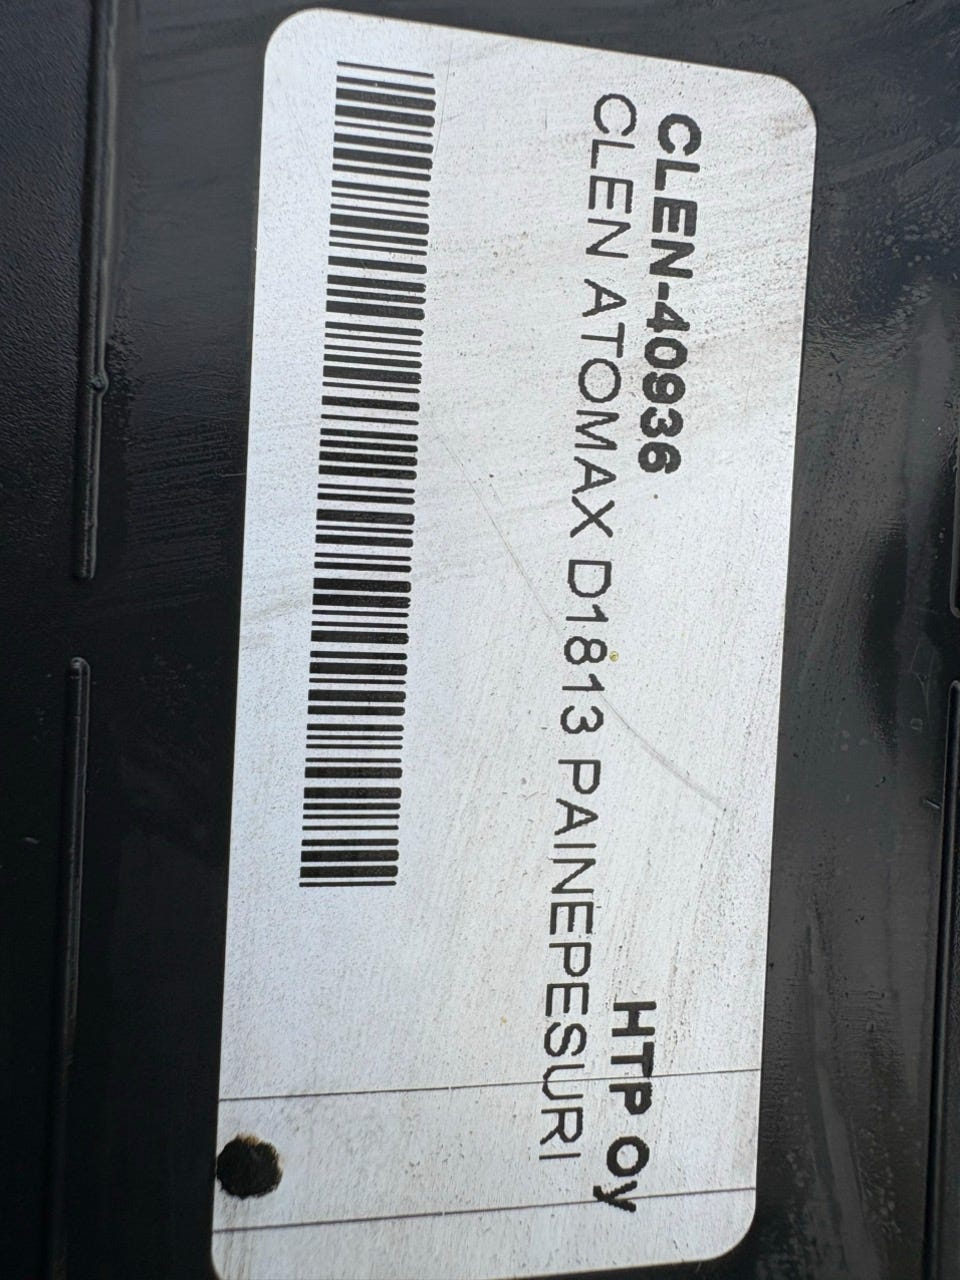 CLEN-40936
HTP Oy
CLEN ATOMAX D1813 PAINEPESURI